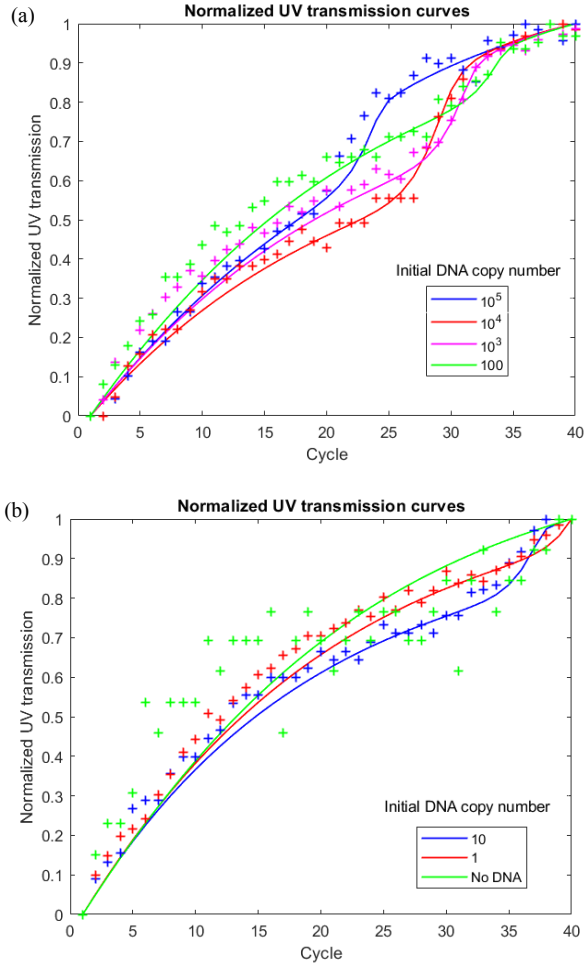 (a)
Normalized UV transmission curves
1
0.9
0.8
0.7
0.6
0.5
0.4
0.3
0.2
0.1
0
Normalized UV transmission
0 5 10 15 20 25 30 35 40
Cycle
Initial DNA copy number
10⁵
10⁴
10³
100
(b)
Normalized UV transmission curves
1
0.9
0.8
0.7
0.6
0.5
0.4
0.3
0.2
0.1
0
Normalized UV transmission
0 5 10 15 20 25 30 35 40
Cycle
Initial DNA copy number
10
1
No DNA